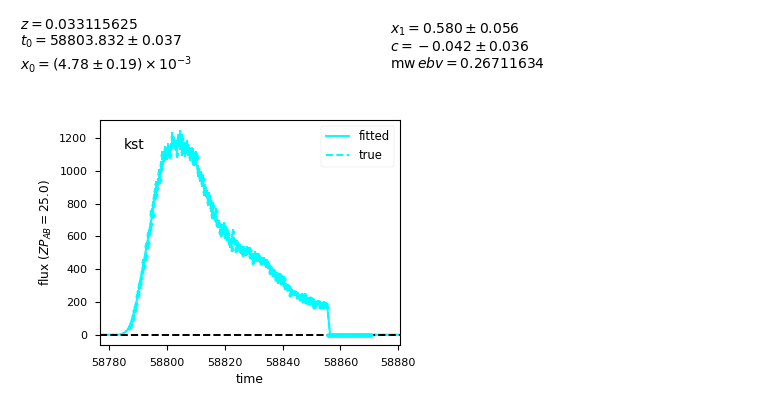 z = 0.033115625
t₀ = 58803.832 ± 0.037
x₀ = (4.78 ± 0.19) × 10⁻³
x₁ = 0.580 ± 0.056
c = −0.042 ± 0.036
mw ebv = 0.26711634
kst
fitted
true
1200
1000
800
600
400
200
0
flux (ZP_AB = 25.0)
58780 58800 58820 58840 58860 58880
time